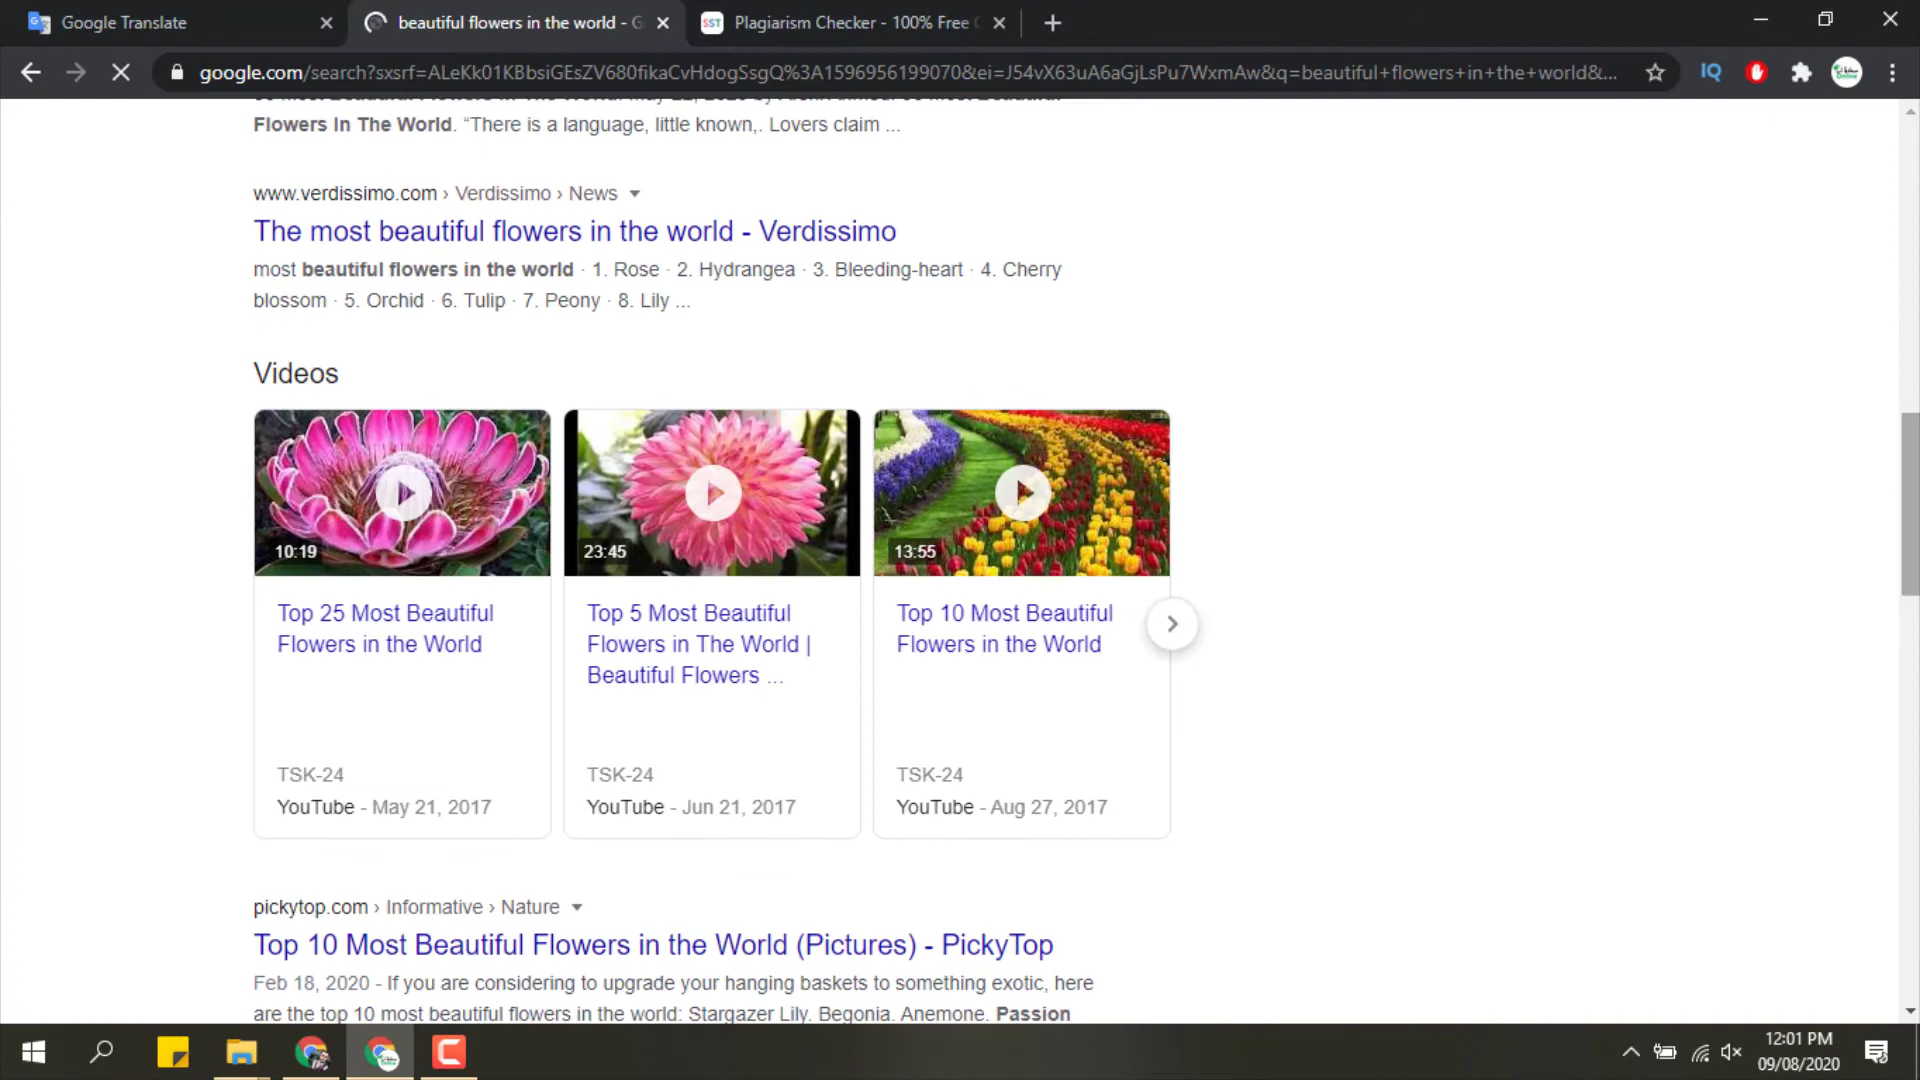 Google Translate
beautiful flowers in the world - G
SST
Plagiarism Checker - 100% Free
google.com/search?sxsrf=ALeKk01KBbsiGEsZV680fikaCvHdogSsgQ%3A1596956199070&ei=J54vX63uA6aGjLsPu7WxmAw&q=beautiful+flowers+in+the+world&...
IQ
Flowers In The World. “There is a language, little known,. Lovers claim ...
www.verdissimo.com › Verdissimo › News
The most beautiful flowers in the world - Verdissimo
most beautiful flowers in the world · 1. Rose · 2. Hydrangea · 3. Bleeding-heart · 4. Cherry
blossom · 5. Orchid · 6. Tulip · 7. Peony · 8. Lily ...
Videos
10:19
23:45
13:55
Top 25 Most Beautiful
Flowers in the World
Top 5 Most Beautiful
Flowers in The World |
Beautiful Flowers ...
Top 10 Most Beautiful
Flowers in the World
TSK-24
TSK-24
TSK-24
YouTube - May 21, 2017
YouTube - Jun 21, 2017
YouTube - Aug 27, 2017
pickytop.com › Informative › Nature
Top 10 Most Beautiful Flowers in the World (Pictures) - PickyTop
Feb 18, 2020 - If you are considering to upgrade your hanging baskets to something exotic, here
are the top 10 most beautiful flowers in the world: Stargazer Lily. Begonia. Anemone. Passion
12:01 PM
09/08/2020